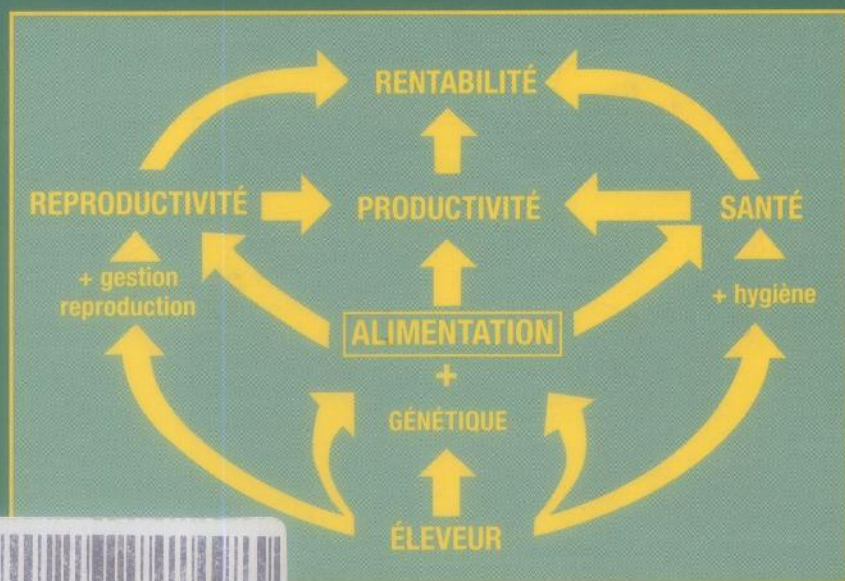 RENTABILITÉ
REPRODUCTIVITÉ PRODUCTIVITÉ SANTÉ
+ gestion
reproduction
+ hygiène
ALIMENTATION
+
GÉNÉTIQUE
ÉLEVEUR